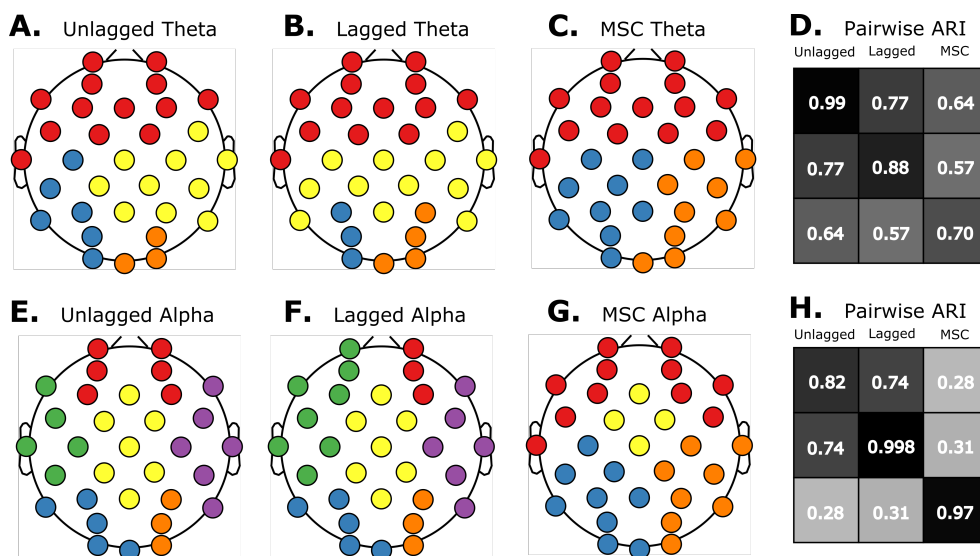 A. Unlagged Theta
B. Lagged Theta
C. MSC Theta
D. Pairwise ARI
Unlagged Lagged MSC
0.99 0.77 0.64
0.77 0.88 0.57
0.64 0.57 0.70
E. Unlagged Alpha
F. Lagged Alpha
G. MSC Alpha
H. Pairwise ARI
Unlagged Lagged MSC
0.82 0.74 0.28
0.74 0.998 0.31
0.28 0.31 0.97